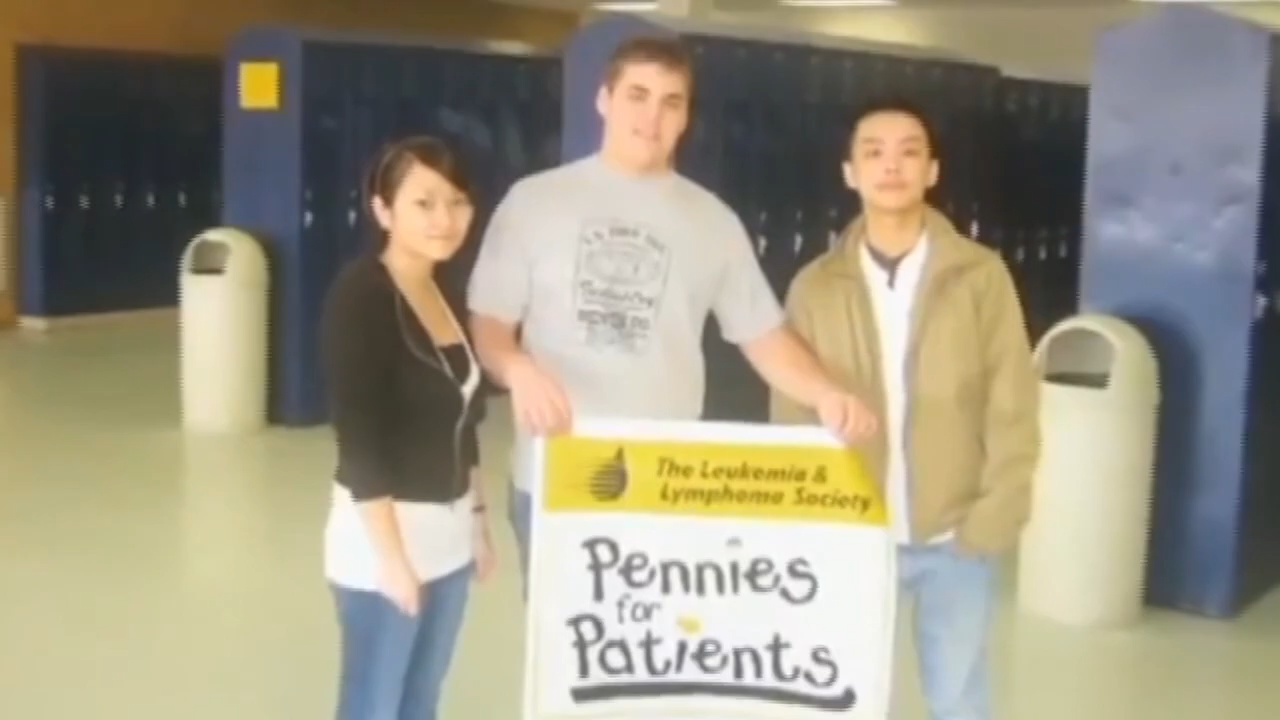 The Leukemia &
Lymphoma Society
Pennies
for
Patients